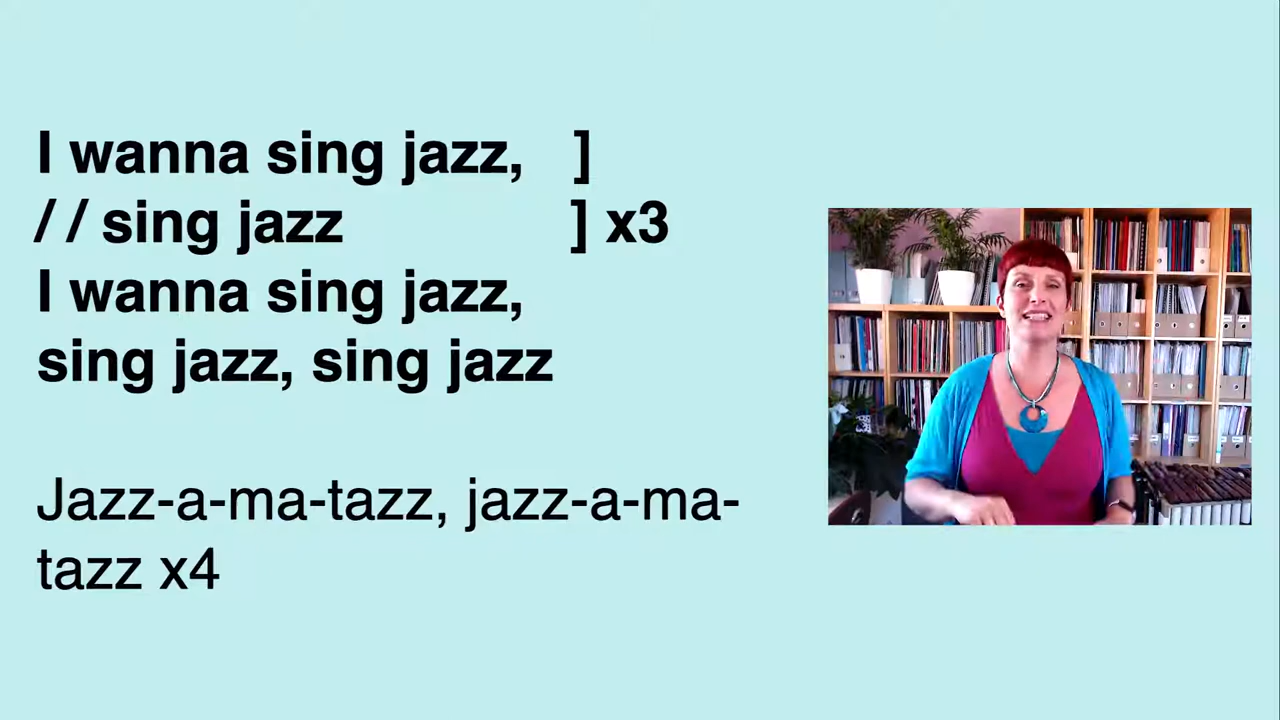 I wanna sing jazz, ]
/ / sing jazz ] x3
I wanna sing jazz,
sing jazz, sing jazz
Jazz-a-ma-tazz, jazz-a-ma-
tazz x4